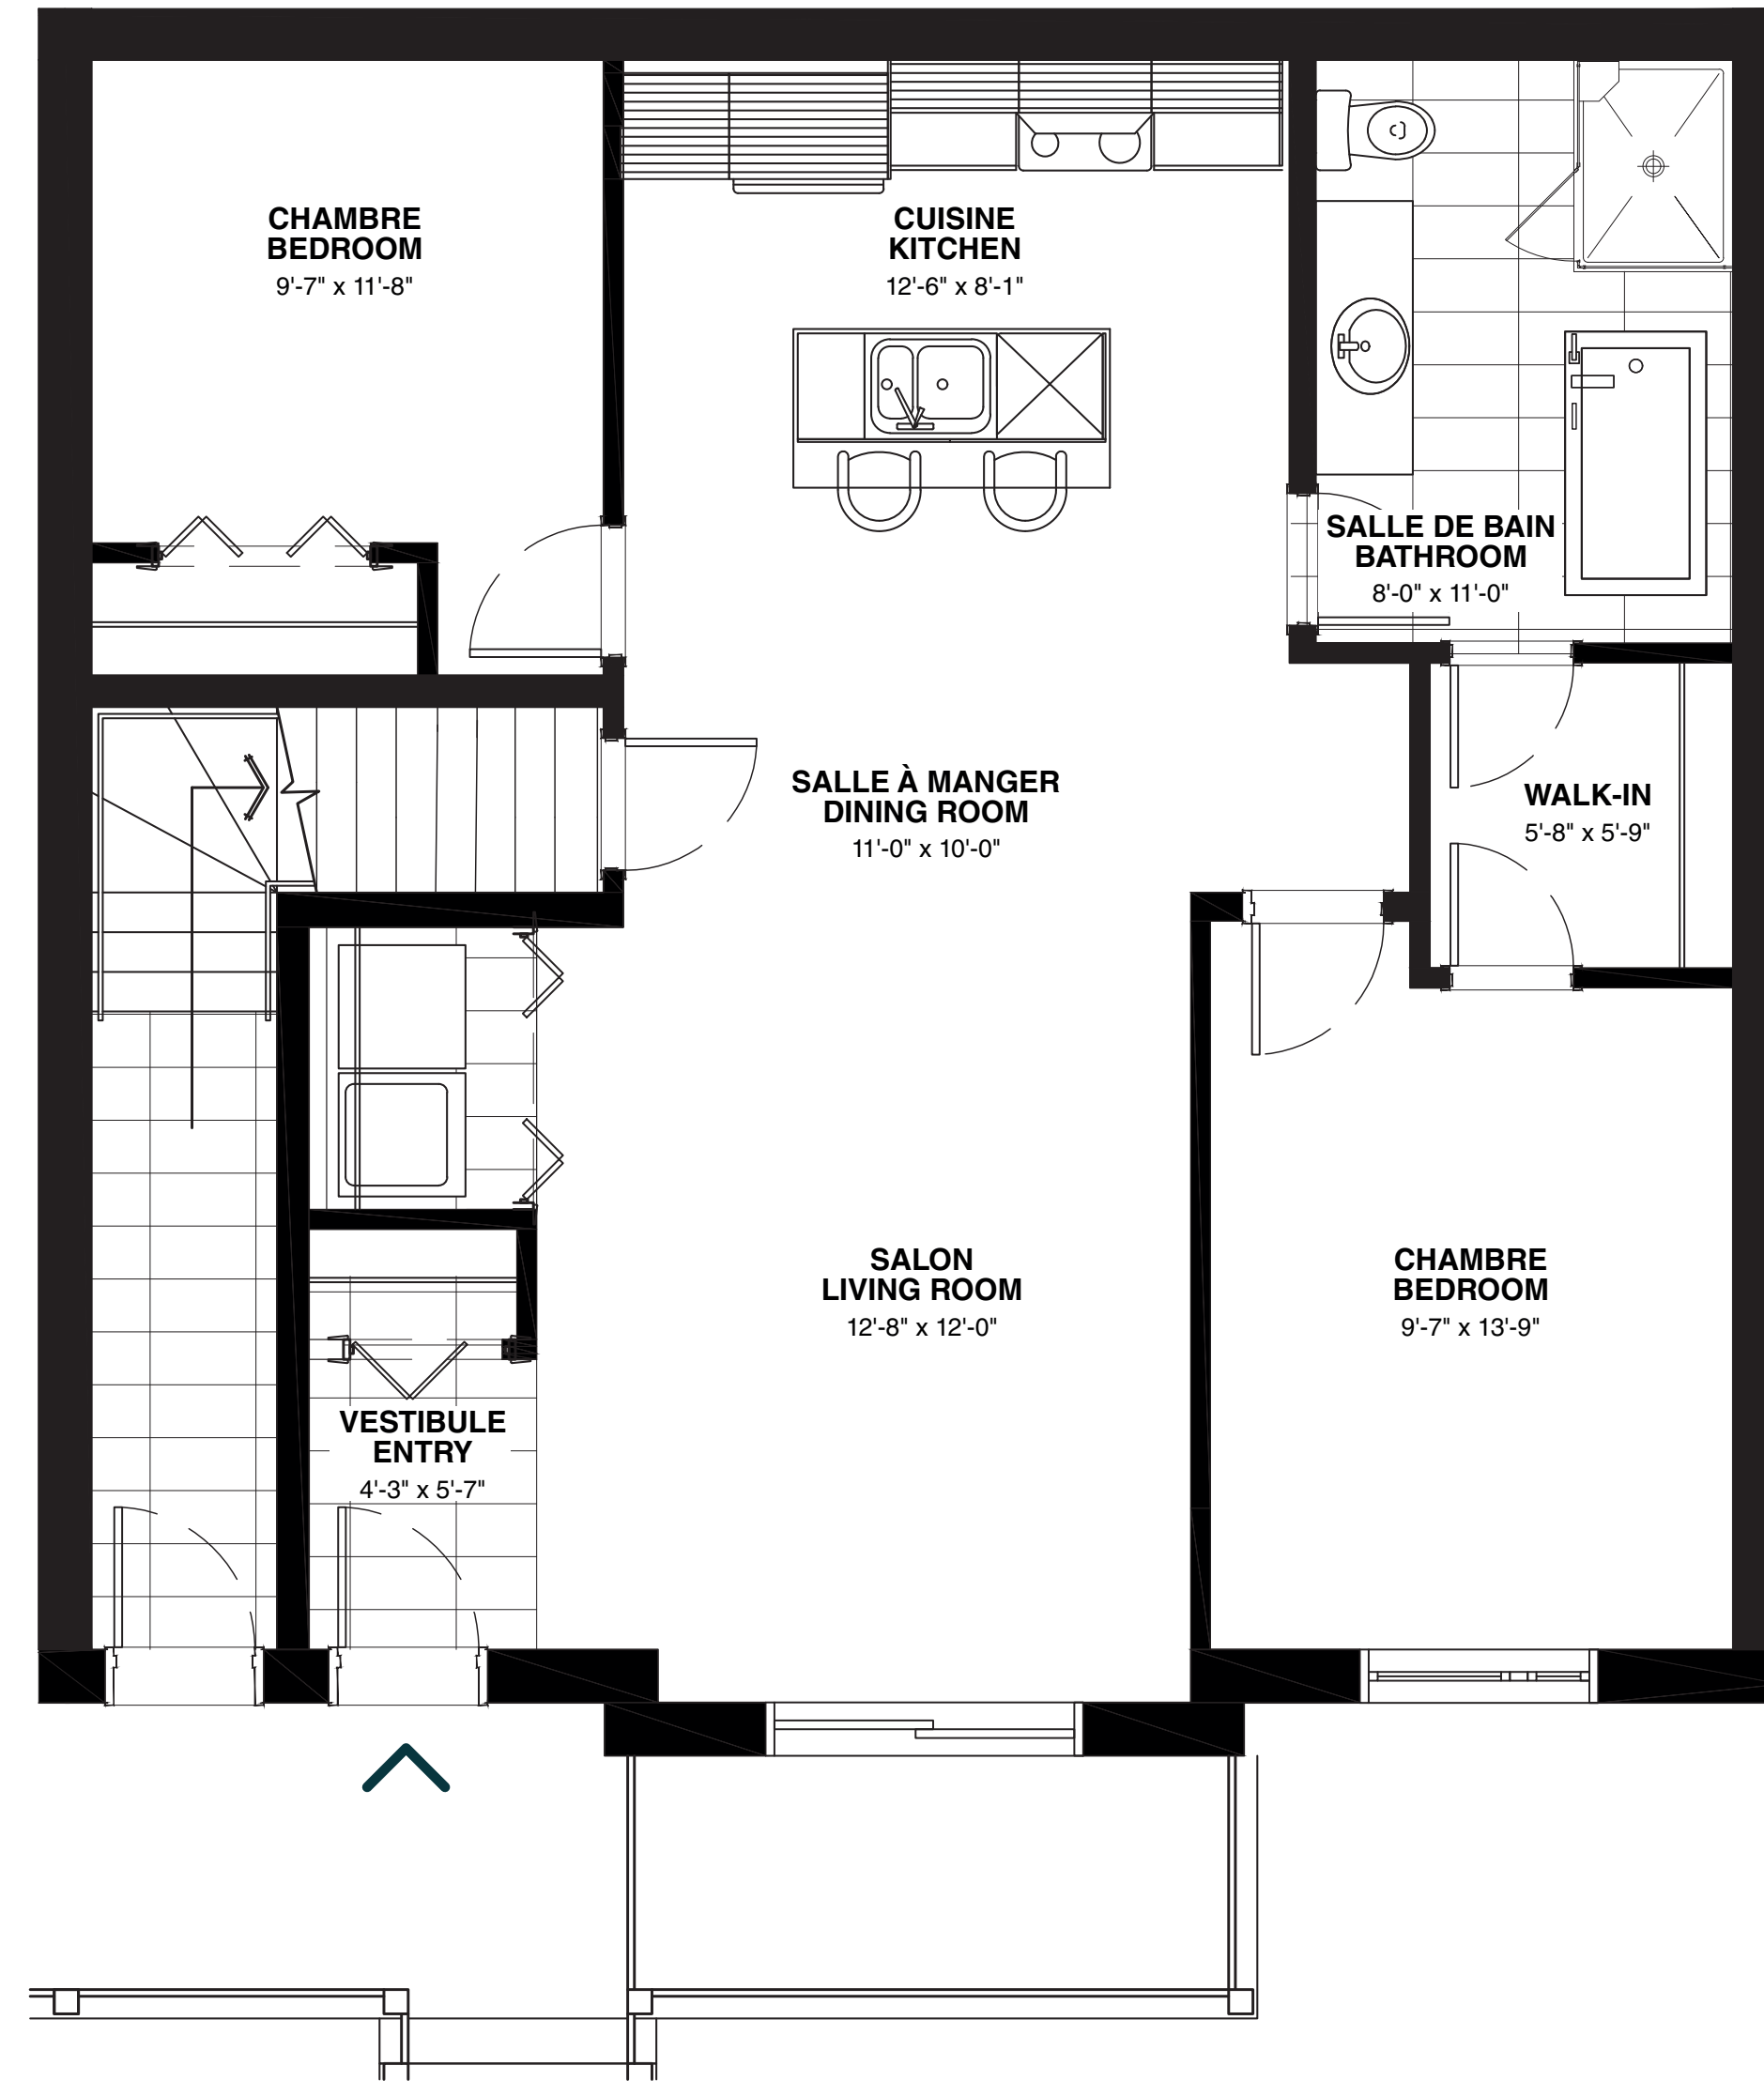 CHAMBRE
BEDROOM
9'-7" x 11'-8"
CUISINE
KITCHEN
12'-6" x 8'-1"
SALLE DE BAIN
BATHROOM
8'-0" x 11'-0"
SALLE À MANGER
DINING ROOM
11'-0" x 10'-0"
WALK-IN
5'-8" x 5'-9"
SALON
LIVING ROOM
12'-8" x 12'-0"
CHAMBRE
BEDROOM
9'-7" x 13'-9"
VESTIBULE
ENTRY
4'-3" x 5'-7"